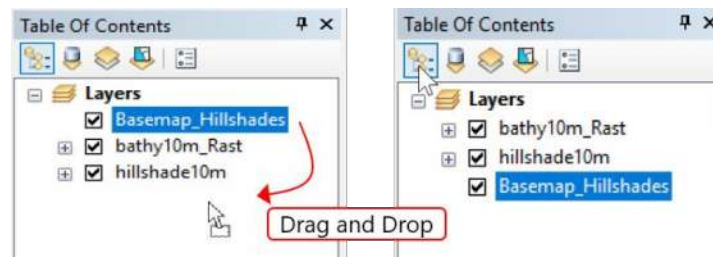 Table Of Contents
Layers
Basemap_Hillshades
bathy10m_Rast
hillshade10m
Drag and Drop
Table Of Contents
Layers
bathy10m_Rast
hillshade10m
Basemap_Hillshades